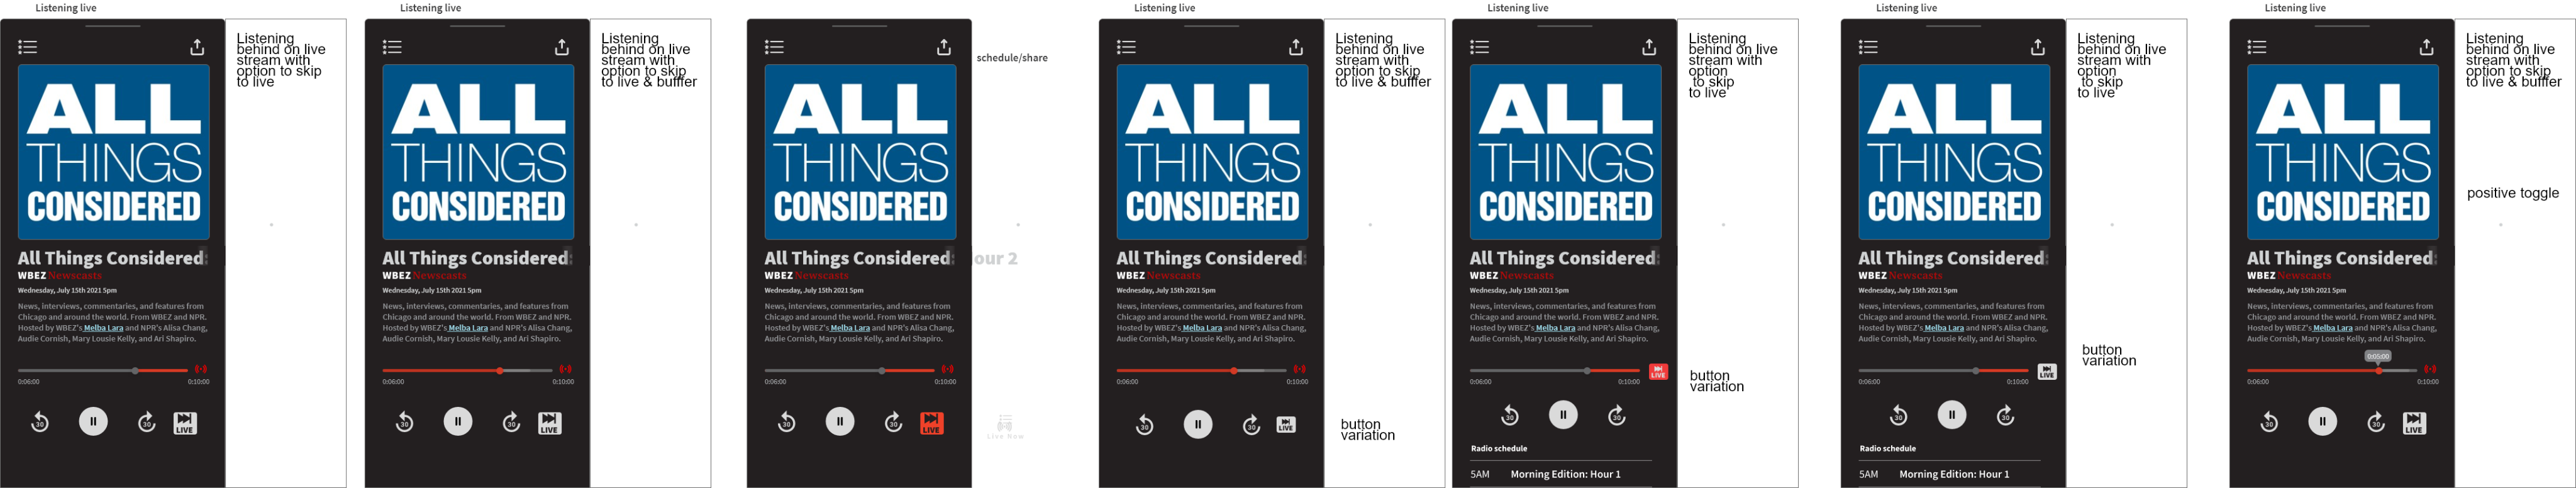 Listening live
ALL
THINGS
CONSIDERED
All Things Considered:
WBEZ Newscasts
Wednesday, July 15th 2021 5pm
News, interviews, commentaries, and features from
Chicago and around the world. From WBEZ and NPR.
Hosted by WBEZ's Melba Lara and NPR's Alisa Chang,
Audie Cornish, Mary Lousie Kelly, and Ari Shapiro.
0:06:00 0:10:00
30 30 LIVE
Listening
behind on live
stream with
option to skip
to live
Listening live
ALL
THINGS
CONSIDERED
All Things Considered:
WBEZ Newscasts
Wednesday, July 15th 2021 5pm
News, interviews, commentaries, and features from
Chicago and around the world. From WBEZ and NPR.
Hosted by WBEZ's Melba Lara and NPR's Alisa Chang,
Audie Cornish, Mary Lousie Kelly, and Ari Shapiro.
0:06:00 0:10:00
30 30 LIVE
Listening
behind on live
stream with
option to skip
to live & buffer
ALL
THINGS
CONSIDERED
All Things Considered: our 2
WBEZ Newscasts
Wednesday, July 15th 2021 5pm
News, interviews, commentaries, and features from
Chicago and around the world. From WBEZ and NPR.
Hosted by WBEZ's Melba Lara and NPR's Alisa Chang,
Audie Cornish, Mary Lousie Kelly, and Ari Shapiro.
0:06:00 0:10:00
30 30 LIVE
schedule/share
Live Now
Listening live
ALL
THINGS
CONSIDERED
All Things Considered:
WBEZ Newscasts
Wednesday, July 15th 2021 5pm
News, interviews, commentaries, and features from
Chicago and around the world. From WBEZ and NPR.
Hosted by WBEZ's Melba Lara and NPR's Alisa Chang,
Audie Cornish, Mary Lousie Kelly, and Ari Shapiro.
0:06:00 0:10:00
30 30 LIVE
Listening
behind on live
stream with
option to skip
to live & buffer
button
variation
Listening live
ALL
THINGS
CONSIDERED
All Things Considered:
WBEZ Newscasts
Wednesday, July 15th 2021 5pm
News, interviews, commentaries, and features from
Chicago and around the world. From WBEZ and NPR.
Hosted by WBEZ's Melba Lara and NPR's Alisa Chang,
Audie Cornish, Mary Lousie Kelly, and Ari Shapiro.
LIVE
0:06:00 0:10:00
30 30
Radio schedule
5AM Morning Edition: Hour 1
Listening
behind on live
stream with
option
to skip
to live
button
variation
Listening live
ALL
THINGS
CONSIDERED
All Things Considered:
WBEZ Newscasts
Wednesday, July 15th 2021 5pm
News, interviews, commentaries, and features from
Chicago and around the world. From WBEZ and NPR.
Hosted by WBEZ's Melba Lara and NPR's Alisa Chang,
Audie Cornish, Mary Lousie Kelly, and Ari Shapiro.
LIVE
0:06:00 0:10:00
30 30
Radio schedule
5AM Morning Edition: Hour 1
Listening
behind on live
stream with
option
to skip
to live
button
variation
Listening live
ALL
THINGS
CONSIDERED
All Things Considered:
WBEZ Newscasts
Wednesday, July 15th 2021 5pm
News, interviews, commentaries, and features from
Chicago and around the world. From WBEZ and NPR.
Hosted by WBEZ's Melba Lara and NPR's Alisa Chang,
Audie Cornish, Mary Lousie Kelly, and Ari Shapiro.
0:05:00
0:06:00 0:10:00
30 30 LIVE
Listening
behind on live
stream with
option to skip
to live & buffer
positive toggle